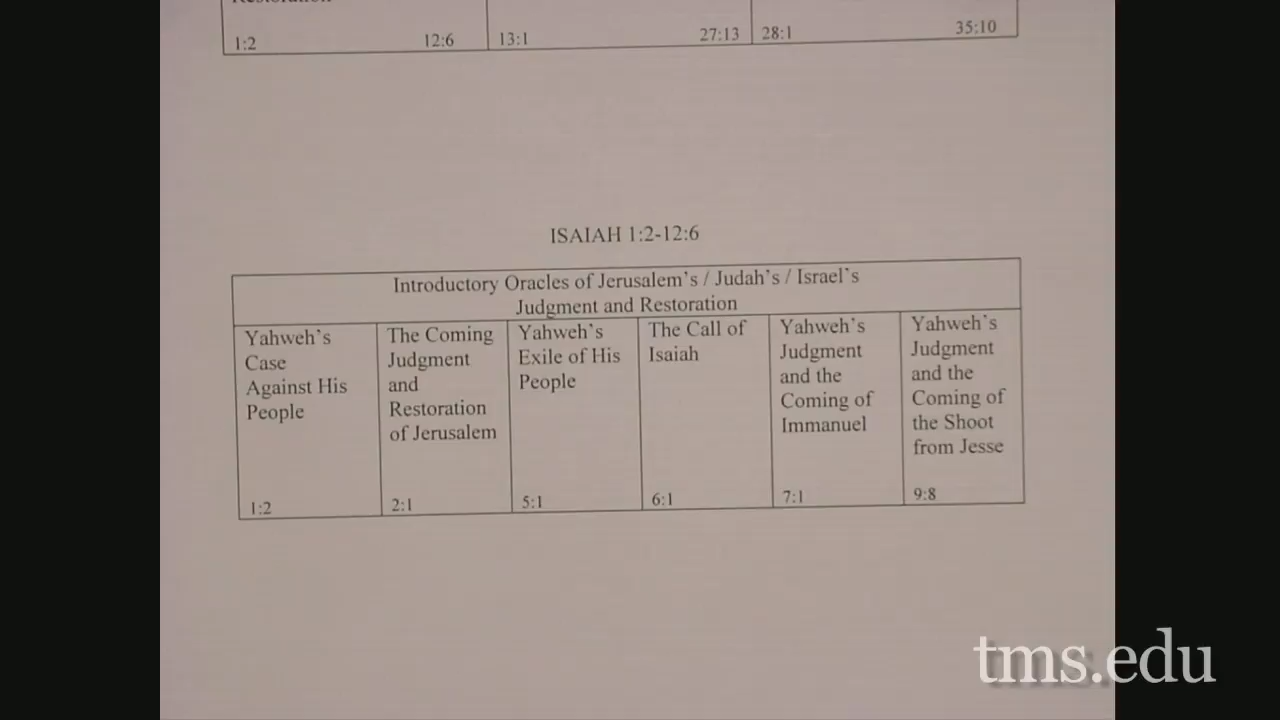 Restoration
1:2 12:6 13:1 27:13 28:1 35:10
ISAIAH 1:2-12:6
Introductory Oracles of Jerusalem's / Judah's / Israel's
Judgment and Restoration
Yahweh's
Case
Against His
People
1:2
The Coming
Judgment
and
Restoration
of Jerusalem
2:1
Yahweh's
Exile of His
People
5:1
The Call of
Isaiah
6:1
Yahweh's
Judgment
and the
Coming of
Immanuel
7:1
Yahweh's
Judgment
and the
Coming of
the Shoot
from Jesse
9:8
tms.edu